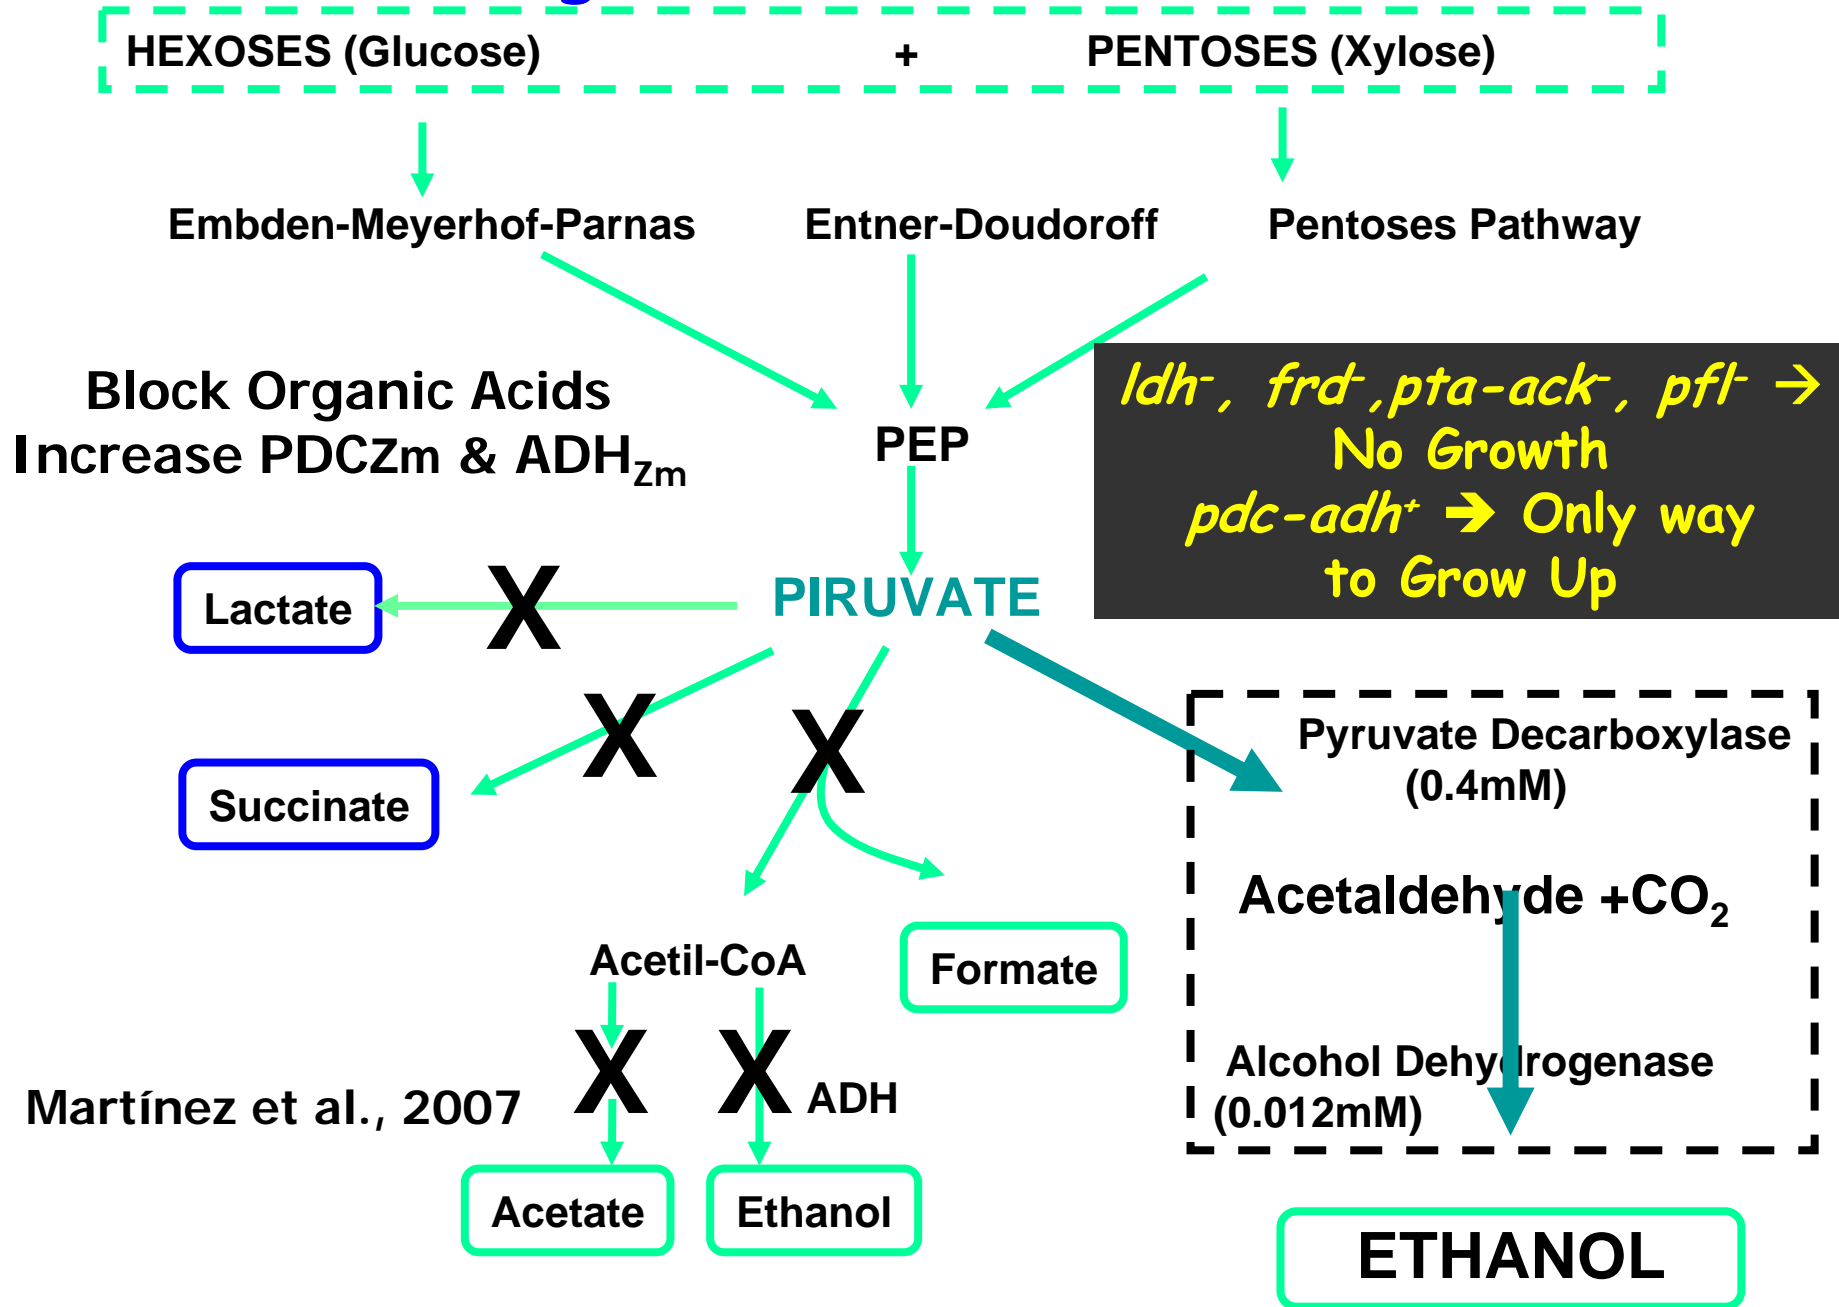 HEXOSES (Glucose) + PENTOSES (Xylose)
Embden-Meyerhof-Parnas Entner-Doudoroff Pentoses Pathway
Block Organic Acids
Increase PDCZm & ADHZm
PEP
ldh-, frd-,pta-ack-, pfl- →
No Growth
pdc-adh+ → Only way
to Grow Up
PIRUVATE
Lactate
X
X
X
Succinate
Pyruvate Decarboxylase
(0.4mM)
Acetaldehyde +CO2
Acetil-CoA
Formate
X
X
ADH
Alcohol Dehydrogenase
(0.012mM)
Martínez et al., 2007
Acetate
Ethanol
ETHANOL